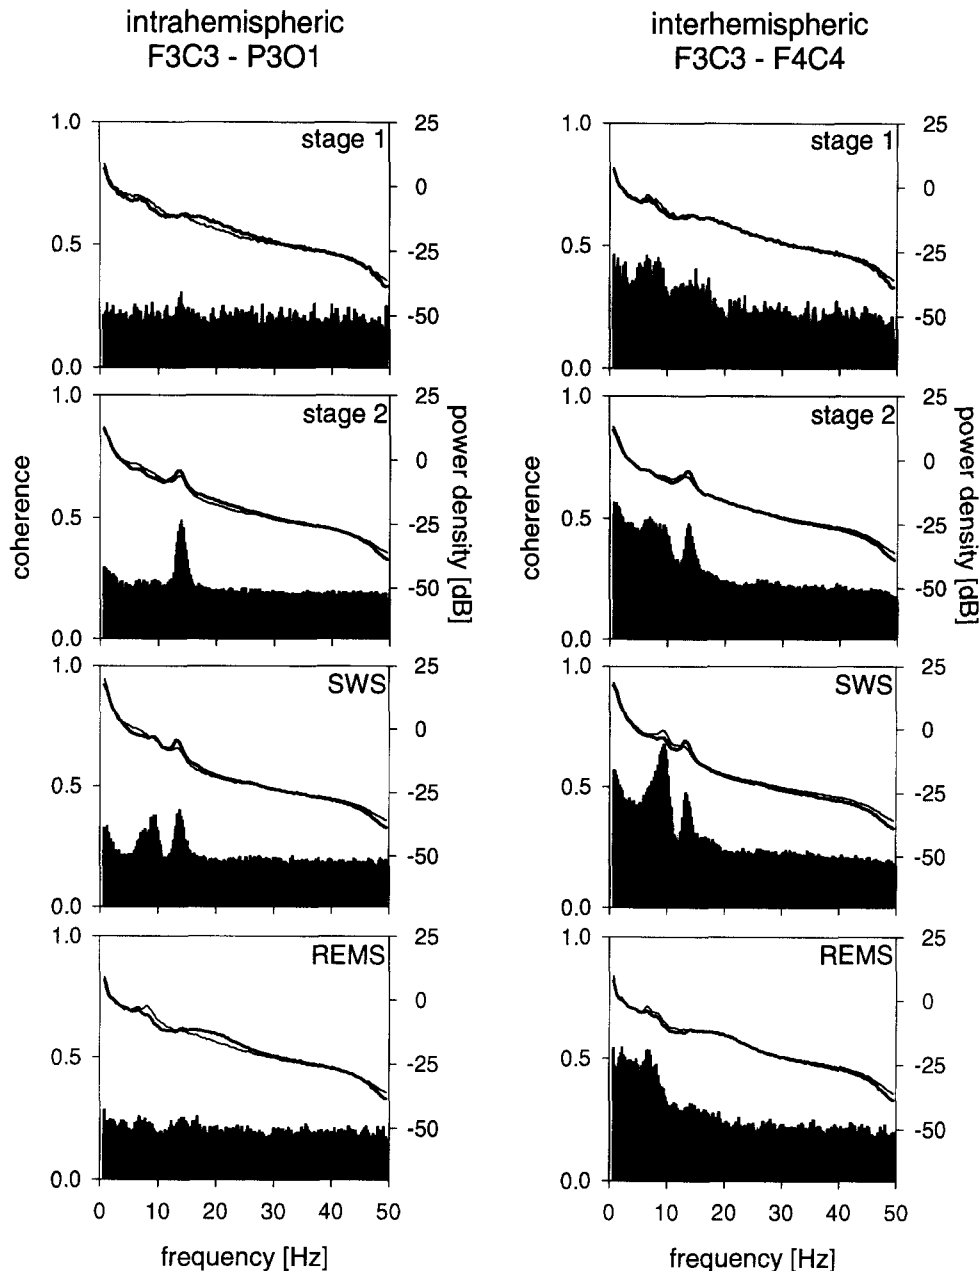 intrahemispheric
F3C3 - P3O1
interhemispheric
F3C3 - F4C4
1.0
0.5
0.0
25
0
-25
-50
stage 1
1.0
0.5
0.0
25
0
-25
-50
stage 1
1.0
0.5
0.0
25
0
-25
-50
stage 2
1.0
0.5
0.0
25
0
-25
-50
stage 2
coherence
power density [dB]
coherence
power density [dB]
1.0
0.5
0.0
25
0
-25
-50
SWS
1.0
0.5
0.0
25
0
-25
-50
SWS
1.0
0.5
0.0
25
0
-25
-50
REMS
1.0
0.5
0.0
25
0
-25
-50
REMS
0 10 20 30 40 50
frequency [Hz]
0 10 20 30 40 50
frequency [Hz]